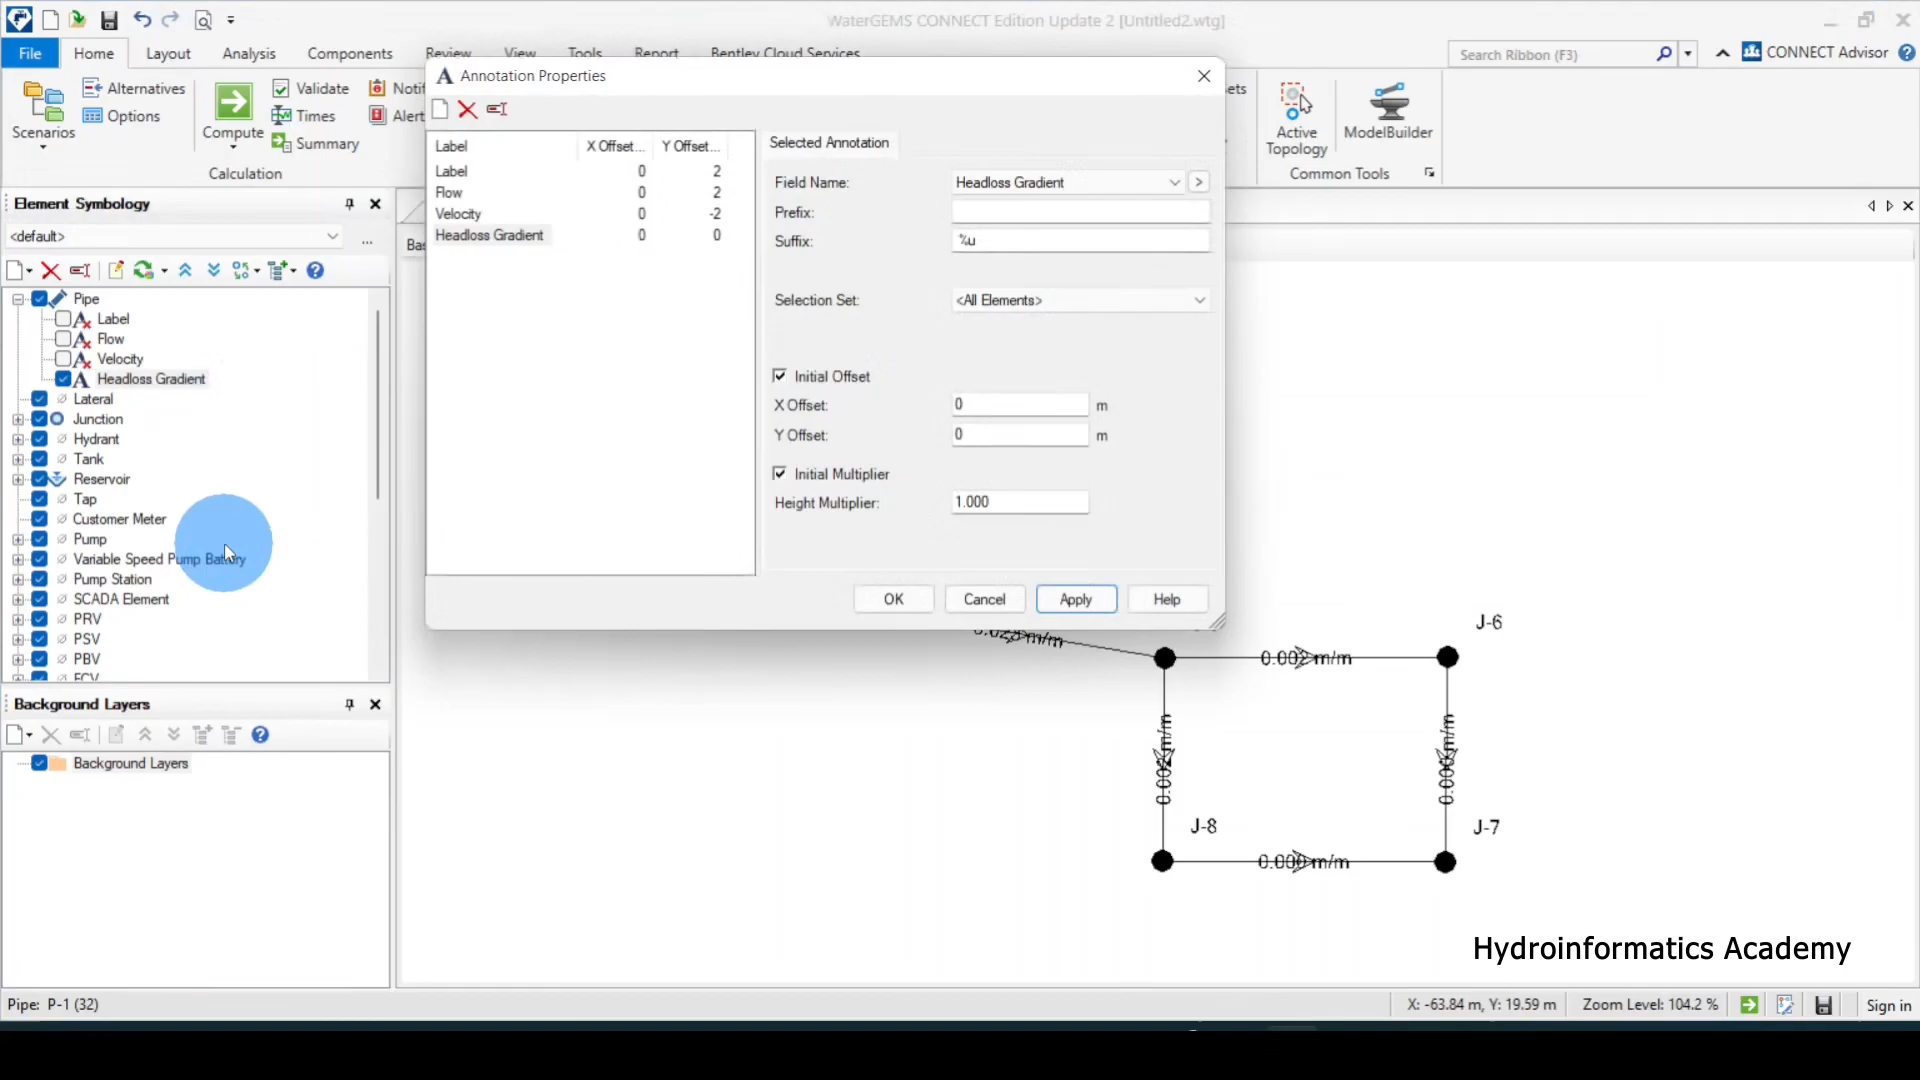 WaterGEMS CONNECT Edition Update 2 [Untitled2.wtg]
File Home Layout Analysis Components Review View Tools Report Bentley Cloud Services
Search Ribbon (F3) CONNECT Advisor
Scenarios
Alternatives
Options
Compute
Validate
Times
Summary
Notif
Alert
Calculation
ets
Active Topology
ModelBuilder
Common Tools
Element Symbology
<default>
Pipe
Label
Flow
Velocity
Headloss Gradient
Lateral
Junction
Hydrant
Tank
Reservoir
Tap
Customer Meter
Pump
Variable Speed Pump Battery
Pump Station
SCADA Element
PRV
PSV
PBV
FCV
Background Layers
Background Layers
Bas
Annotation Properties
Label X Offset... Y Offset...
Label 0 2
Flow 0 2
Velocity 0 -2
Headloss Gradient 0 0
Selected Annotation
Field Name: Headloss Gradient >
Prefix:
Suffix: %u
Selection Set: <All Elements>
Initial Offset
X Offset: 0 m
Y Offset: 0 m
Initial Multiplier
Height Multiplier: 1.000
OK Cancel Apply Help
J-6
0.002 m/m
J-8
J-7
0.000 m/m
0.000 m/m
Hydroinformatics Academy
Pipe: P-1 (32)
X: -63.84 m, Y: 19.59 m Zoom Level: 104.2 % Sign in